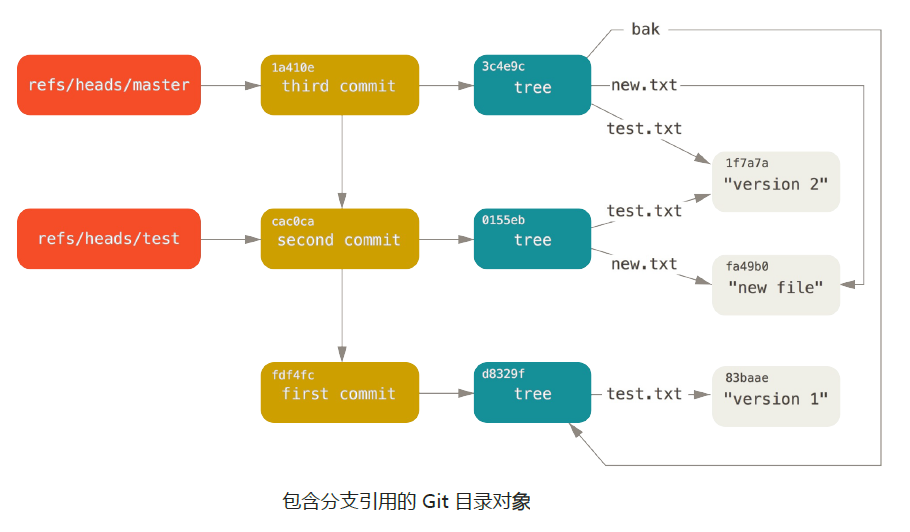 bak
refs/heads/master
1a410e
third commit
3c4e9c
tree
new.txt
test.txt
1f7a7a
"version 2"
refs/heads/test
cac0ca
second commit
0155eb
tree
test.txt
new.txt
fa49b0
"new file"
fdf4fc
first commit
d8329f
tree
test.txt
83baae
"version 1"
包含分支引用的 Git 目录对象